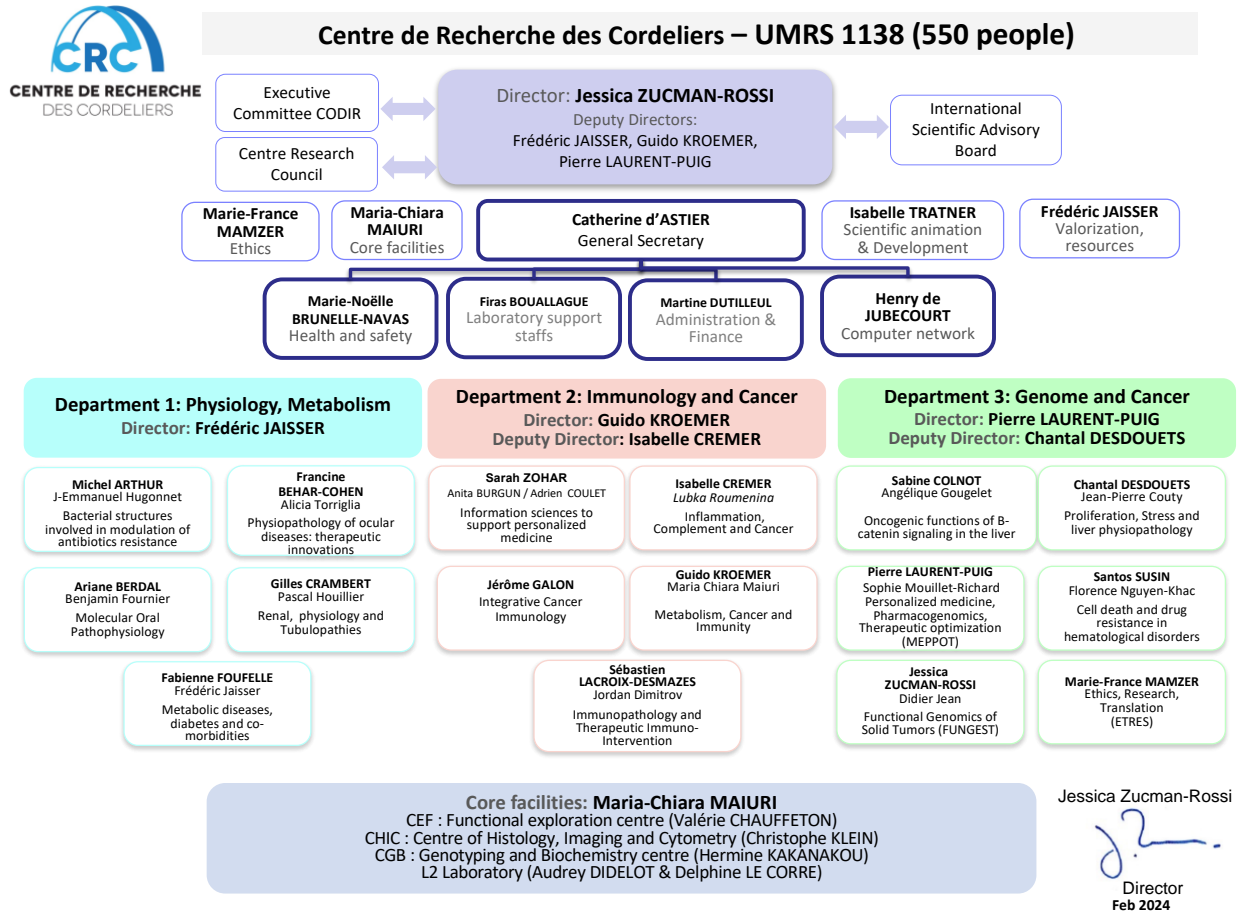 CRC
CENTRE DE RECHERCHE
DES CORDELIERS
Centre de Recherche des Cordeliers – UMRS 1138 (550 people)
Executive
Committee CODIR
Centre Research
Council
Director: Jessica ZUCMAN-ROSSI
Deputy Directors:
Frédéric JAISSER, Guido KROEMER,
Pierre LAURENT-PUIG
International
Scientific Advisory
Board
Marie-France
MAMZER
Ethics
Maria-Chiara
MAIURI
Core facilities
Catherine d’ASTIER
General Secretary
Isabelle TRATNER
Scientific animation
& Development
Frédéric JAISSER
Valorization,
resources
Marie-Noëlle
BRUNELLE-NAVAS
Health and safety
Firas BOUALLAGUE
Laboratory support
staffs
Martine DUTILLEUL
Administration &
Finance
Henry de
JUBECOURT
Computer network
Department 1: Physiology, Metabolism
Director: Frédéric JAISSER
Michel ARTHUR
J-Emmanuel Hugonnet
Bacterial structures
involved in modulation of
antibiotics resistance
Francine
BEHAR-COHEN
Alicia Torriglia
Physiopathology of ocular
diseases: therapeutic
innovations
Ariane BERDAL
Benjamin Fournier
Molecular Oral
Pathophysiology
Gilles CRAMBERT
Pascal Houillier
Renal, physiology and
Tubulopathies
Fabienne FOUFELLE
Frédéric Jaisser
Metabolic diseases,
diabetes and co-
morbidities
Department 2: Immunology and Cancer
Director: Guido KROEMER
Deputy Director: Isabelle CREMER
Sarah ZOHAR
Anita BURGUN / Adrien COULET
Information sciences to
support personalized
medicine
Isabelle CREMER
Lubka Roumenina
Inflammation,
Complement and Cancer
Jérôme GALON
Integrative Cancer
Immunology
Guido KROEMER
Maria Chiara Maiuri
Metabolism, Cancer and
Immunity
Sébastien
LACROIX-DESMAZES
Jordan Dimitrov
Immunopathology and
Therapeutic Immuno-
Intervention
Department 3: Genome and Cancer
Director: Pierre LAURENT-PUIG
Deputy Director: Chantal DESDOUETS
Sabine COLNOT
Angélique Gougelet
Oncogenic functions of B-
catenin signaling in the liver
Chantal DESDOUETS
Jean-Pierre Couty
Proliferation, Stress and
liver physiopathology
Pierre LAURENT-PUIG
Sophie Mouillet-Richard
Personalized medicine,
Pharmacogenomics,
Therapeutic optimization
(MEPPOT)
Santos SUSIN
Florence Nguyen-Khac
Cell death and drug
resistance in
hematological disorders
Jessica
ZUCMAN-ROSSI
Didier Jean
Functional Genomics of
Solid Tumors (FUNGEST)
Marie-France MAMZER
Ethics, Research,
Translation
(ETRES)
Core facilities: Maria-Chiara MAIURI
CEF : Functional exploration centre (Valérie CHAUFFETON)
CHIC : Centre of Histology, Imaging and Cytometry (Christophe KLEIN)
CGB : Genotyping and Biochemistry centre (Hermine KAKANAKOU)
L2 Laboratory (Audrey DIDELOT & Delphine LE CORRE)
Jessica Zucman-Rossi
Director
Feb 2024